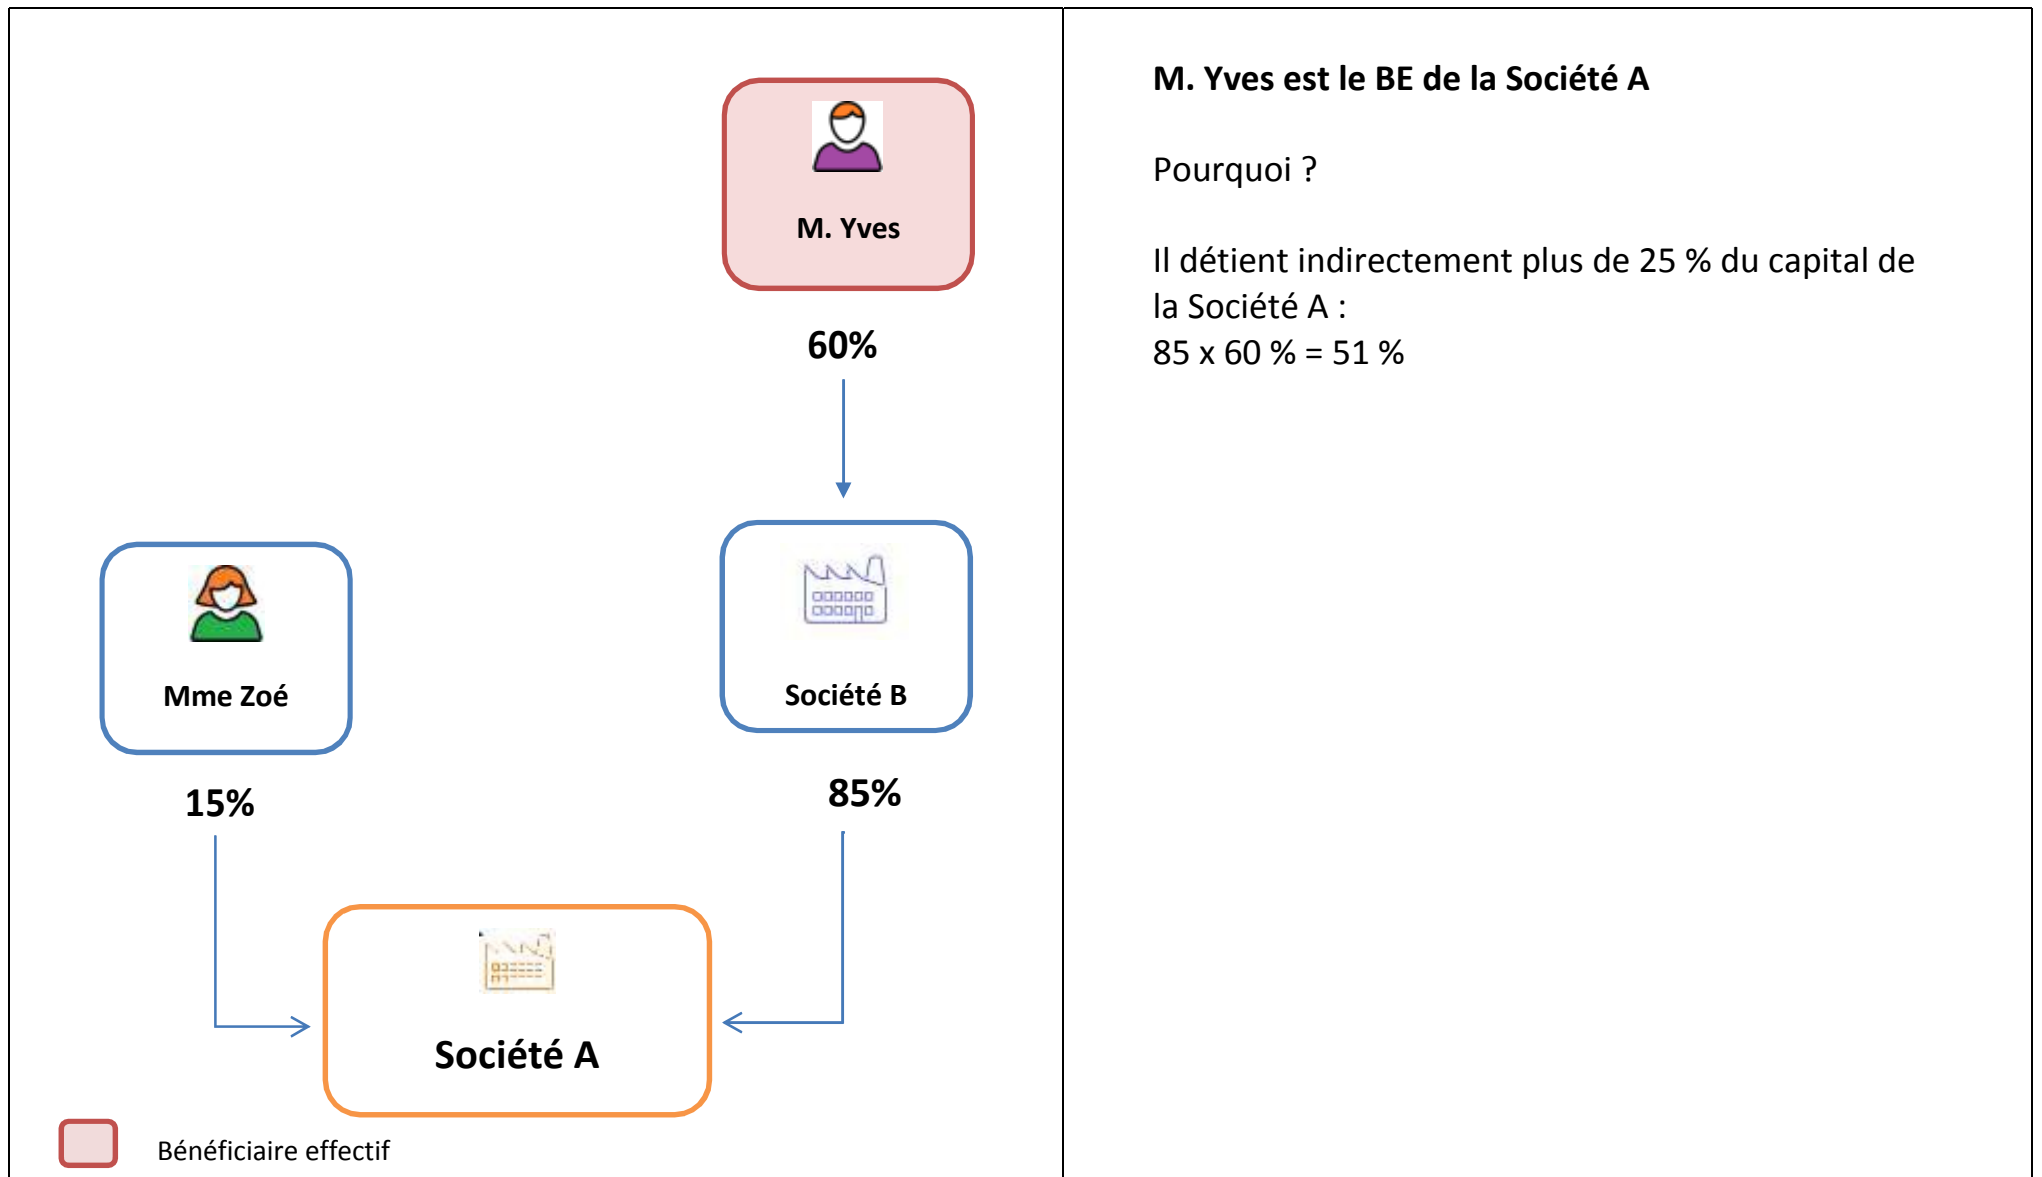 M. Yves
60%
Mme Zoé
Société B
15%
85%
Société A
Bénéficiaire effectif
M. Yves est le BE de la Société A
Pourquoi ?
Il détient indirectement plus de 25 % du capital de
la Société A :
85 x 60 % = 51 %